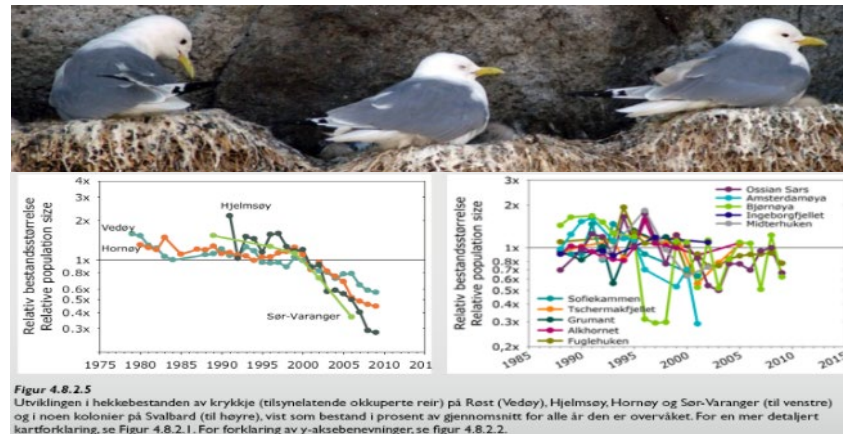 Relativ bestandsstørrelse
Relative population size
4x
3x
2x
1x
0.8x
0.6x
0.5x
0.4x
0.3x
Hjelmsøy
Vedøy
Hornøy
Sør-Varanger
1975 1980 1985 1990 1995 2000 2005 2010 201
Relativ bestandsstørrelse
Relative population size
3x
2x
1x
0.8x
0.7x
0.6x
0.5x
0.4x
0.3x
0,2x
Ossian Sars
Amsterdamøya
Bjørnøya
Ingeborgfjellet
Midterhuken
Sofiekammen
Tschermakfjellet
Grumant
Alkhornet
Fuglehuken
1985 1990 1995 2000 2005 2010 2015
Figur 4.8.2.5
Utviklingen i hekkebestanden av krykkje (tilsynelatende okkuperte reir) på Røst (Vedøy), Hjelmsøy, Hornøy og Sør-Varanger (til venstre)
og i noen kolonier på Svalbard (til høyre), vist som bestand i prosent av gjennomsnitt for alle år den er overvåket. For en mer detaljert
kartforklaring, se Figur 4.8.2.1. For forklaring av y-aksebenevninger, se figur 4.8.2.2.